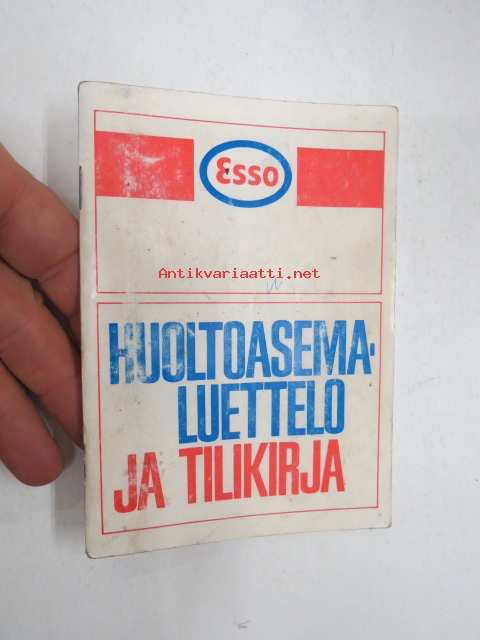 Esso
Antikvariaatti.net
HUOLTOASEMA-
LUETTELO
JA TILIKIRJA